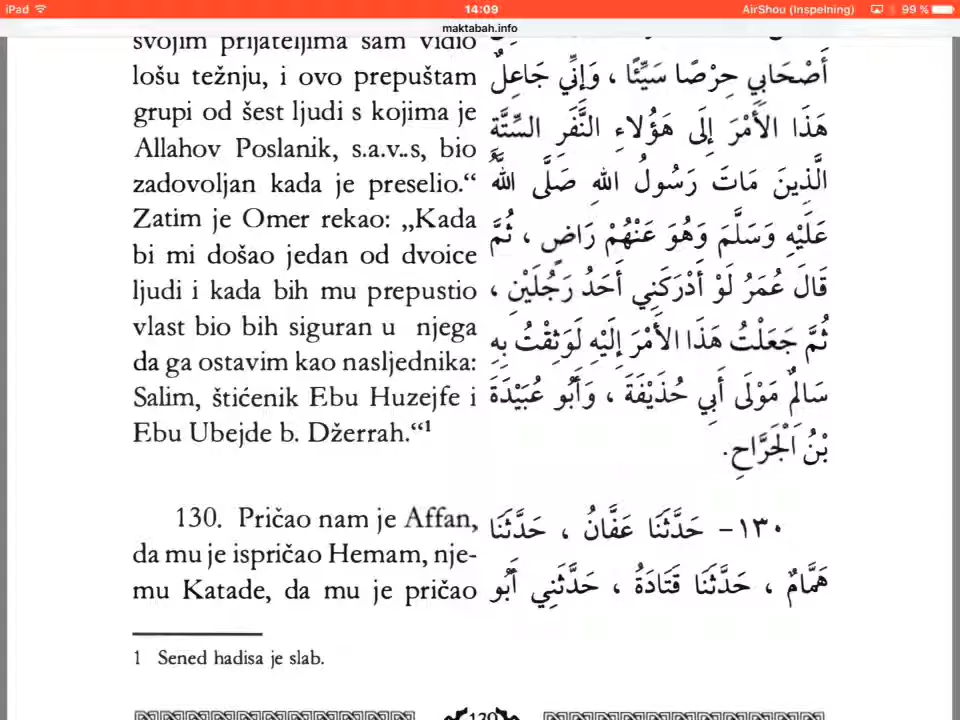 iPad 14:09 AirShou (Inspelning) 99 %
maktabah.info
svojim prijateljima sam vidio
lošu težnju, i ovo prepuštam
grupi od šest ljudi s kojima je
Allahov Poslanik, s.a.v..s, bio
zadovoljan kada je preselio.“
Zatim je Omer rekao: „Kada
bi mi došao jedan od dvoice
ljudi i kada bih mu prepustio
vlast bio bih siguran u njega
da ga ostavim kao nasljednika:
Salim, štićenik Ebu Huzejfe i
Ebu Ubejde b. Džerrah.“¹
130. Pričao nam je Affan,
da mu je ispričao Hemam, nje-
mu Katade, da mu je pričao
أَصْحَابِي حِرْصًا سَيِّئًا ، وَإِنِّي جَاعِلٌ
هَذَا الأَمْرَ إِلَى هَؤُلاءِ النَّفَرِ السِّتَّةِ
الَّذِينَ مَاتَ رَسُولُ اللهِ صَلَّى اللهُ
عَلَيْهِ وَسَلَّمَ وَهُوَ عَنْهُمْ رَاضٍ ، ثُمَّ
قَالَ عُمَرُ لَوْ أَدْرَكَنِي أَحَدُ رَجُلَيْنِ ،
ثُمَّ جَعَلْتُ هَذَا الأَمْرَ إِلَيْهِ لَوَثِقْتُ بِهِ
سَالِمٌ مَوْلَى أَبِي حُذَيْفَةَ ، وَأَبُو عُبَيْدَةَ
بْنُ الْجَرَّاحِ.
١٣٠- حَدَّثَنَا عَفَّانُ ، حَدَّثَنَا
هَمَّامٌ ، حَدَّثَنَا قَتَادَةُ ، حَدَّثَنِي أَبُو
1 Sened hadisa je slab.